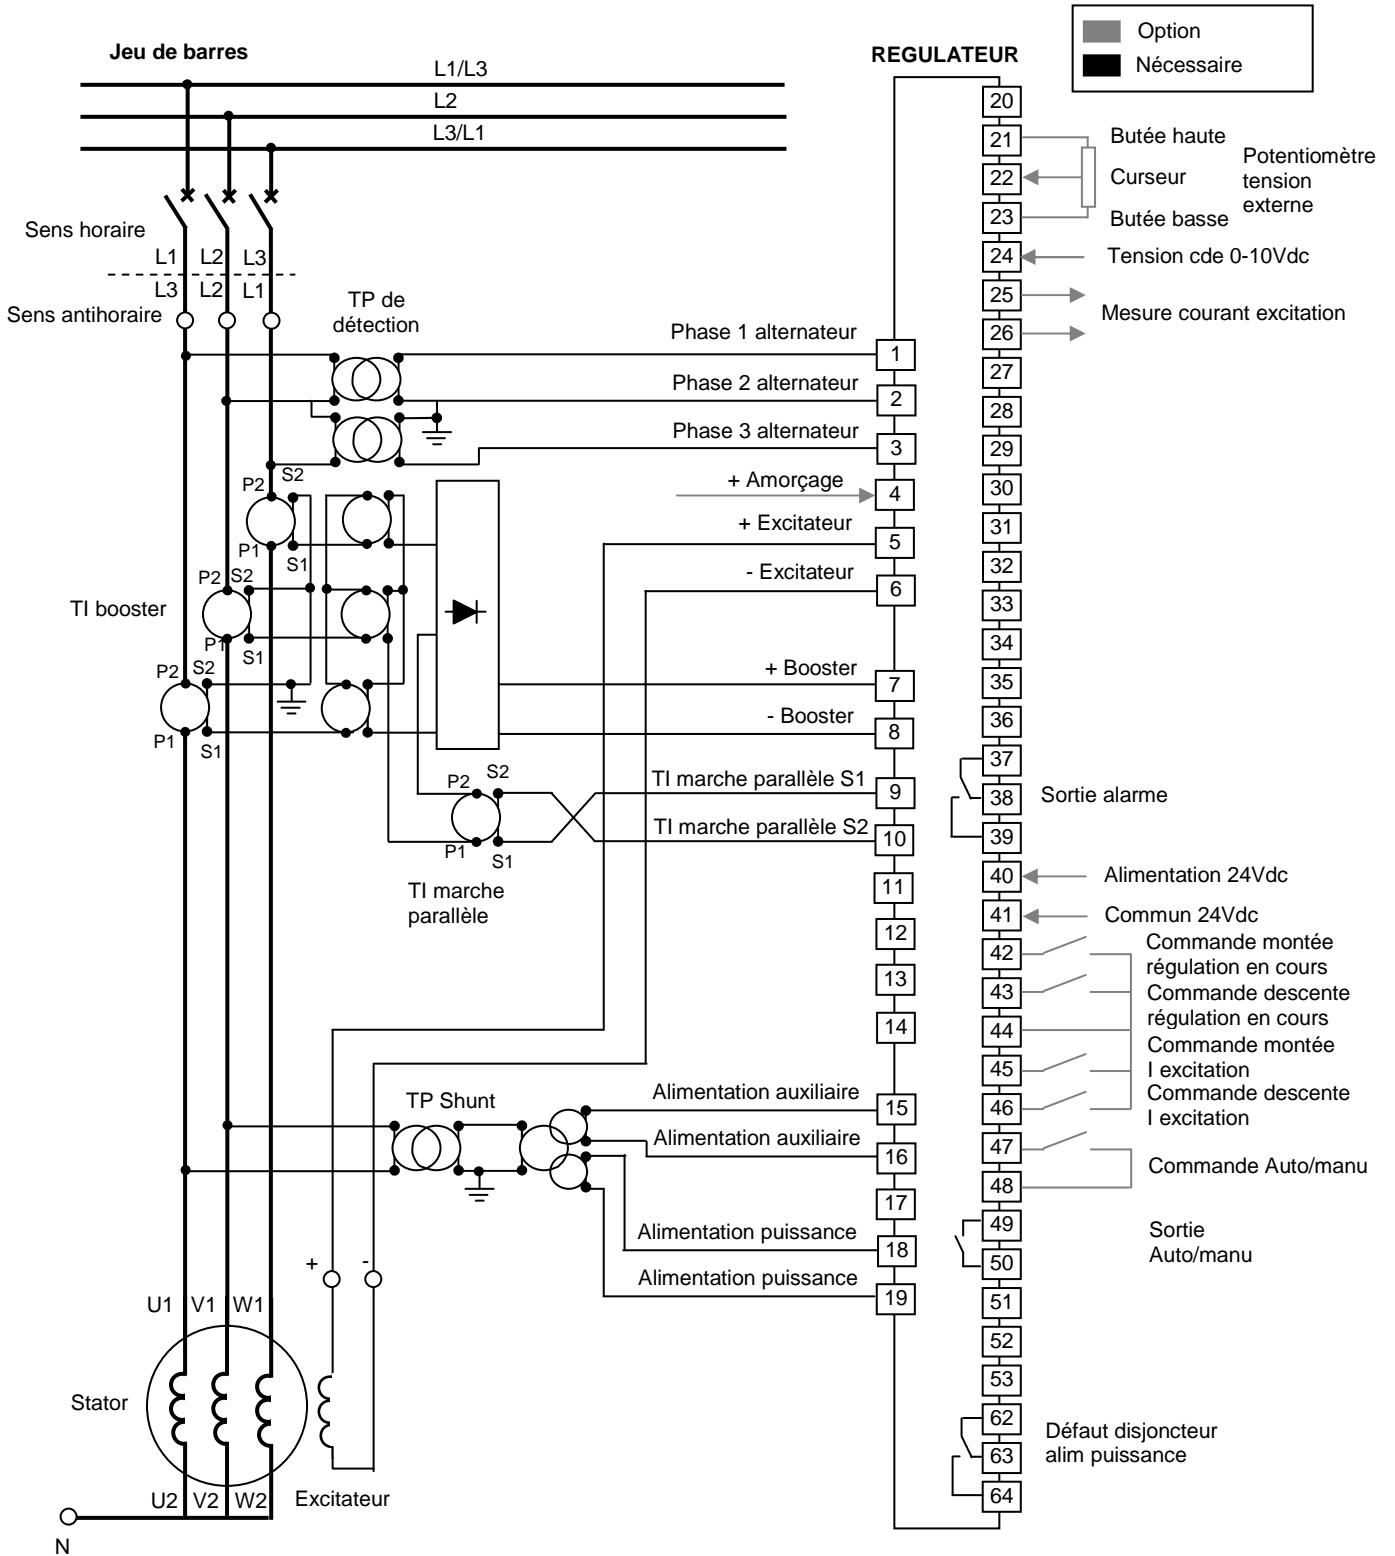 Option
Nécessaire
Jeu de barres
REGULATEUR
L1/L3
L2
L3/L1
Sens horaire
L1 L2 L3
L3 L2 L1
Sens antihoraire
TP de
détection
Phase 1 alternateur
Phase 2 alternateur
Phase 3 alternateur
+ Amorçage
+ Excitateur
- Excitateur
+ Booster
- Booster
TI marche parallèle S1
TI marche parallèle S2
P2 S2
P1 S1
P2 S2
P1 S1
P2 S2
P1 S1
TI booster
P2 S2
P1 S1
TI marche
parallèle
TP Shunt
Alimentation auxiliaire
Alimentation auxiliaire
Alimentation puissance
Alimentation puissance
1
2
3
4
5
6
7
8
9
10
11
12
13
14
15
16
17
18
19
+ -
U1 V1 W1
Stator
U2 V2 W2
Excitateur
N
20
21
22
23
24
25
26
27
28
29
30
31
32
33
34
35
36
37
38
39
40
41
42
43
44
45
46
47
48
49
50
51
52
53
62
63
64
Butée haute
Curseur
Butée basse
Potentiomètre
tension
externe
Tension cde 0-10Vdc
Mesure courant excitation
Sortie alarme
Alimentation 24Vdc
Commun 24Vdc
Commande montée
régulation en cours
Commande descente
régulation en cours
Commande montée
I excitation
Commande descente
I excitation
Commande Auto/manu
Sortie
Auto/manu
Défaut disjoncteur
alim puissance